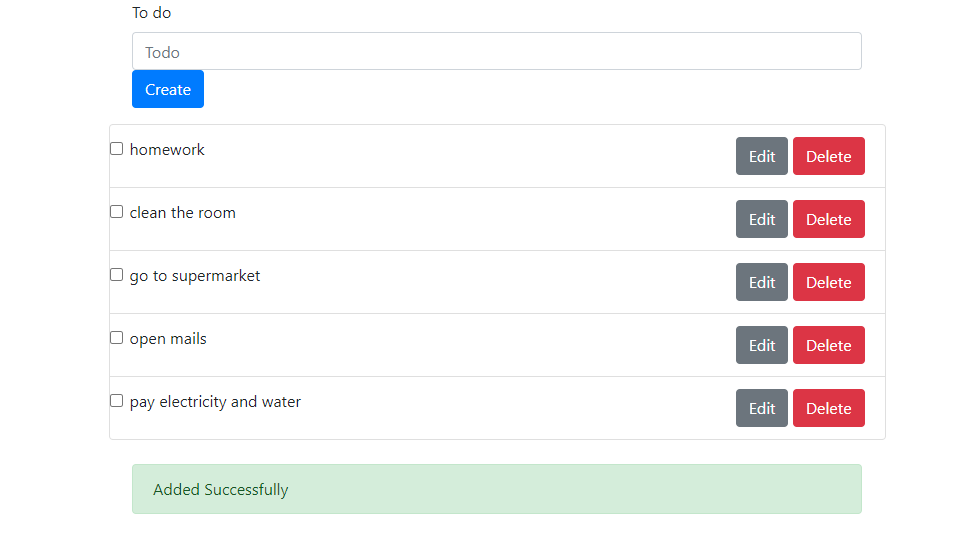 To do
Todo
Create
homework Edit Delete
clean the room Edit Delete
go to supermarket Edit Delete
open mails Edit Delete
pay electricity and water Edit Delete
Added Successfully